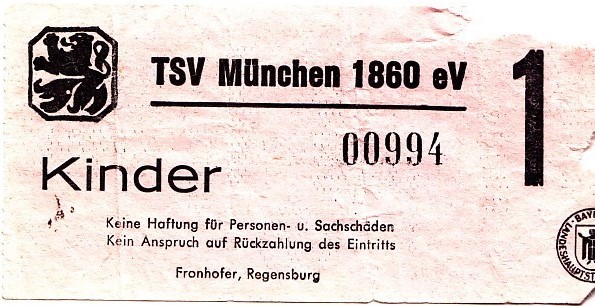 TSV München 1860 eV
1
00994
Kinder
Keine Haftung für Personen- u. Sachschäden
Kein Anspruch auf Rückzahlung des Eintritts
Fronhofer, Regensburg